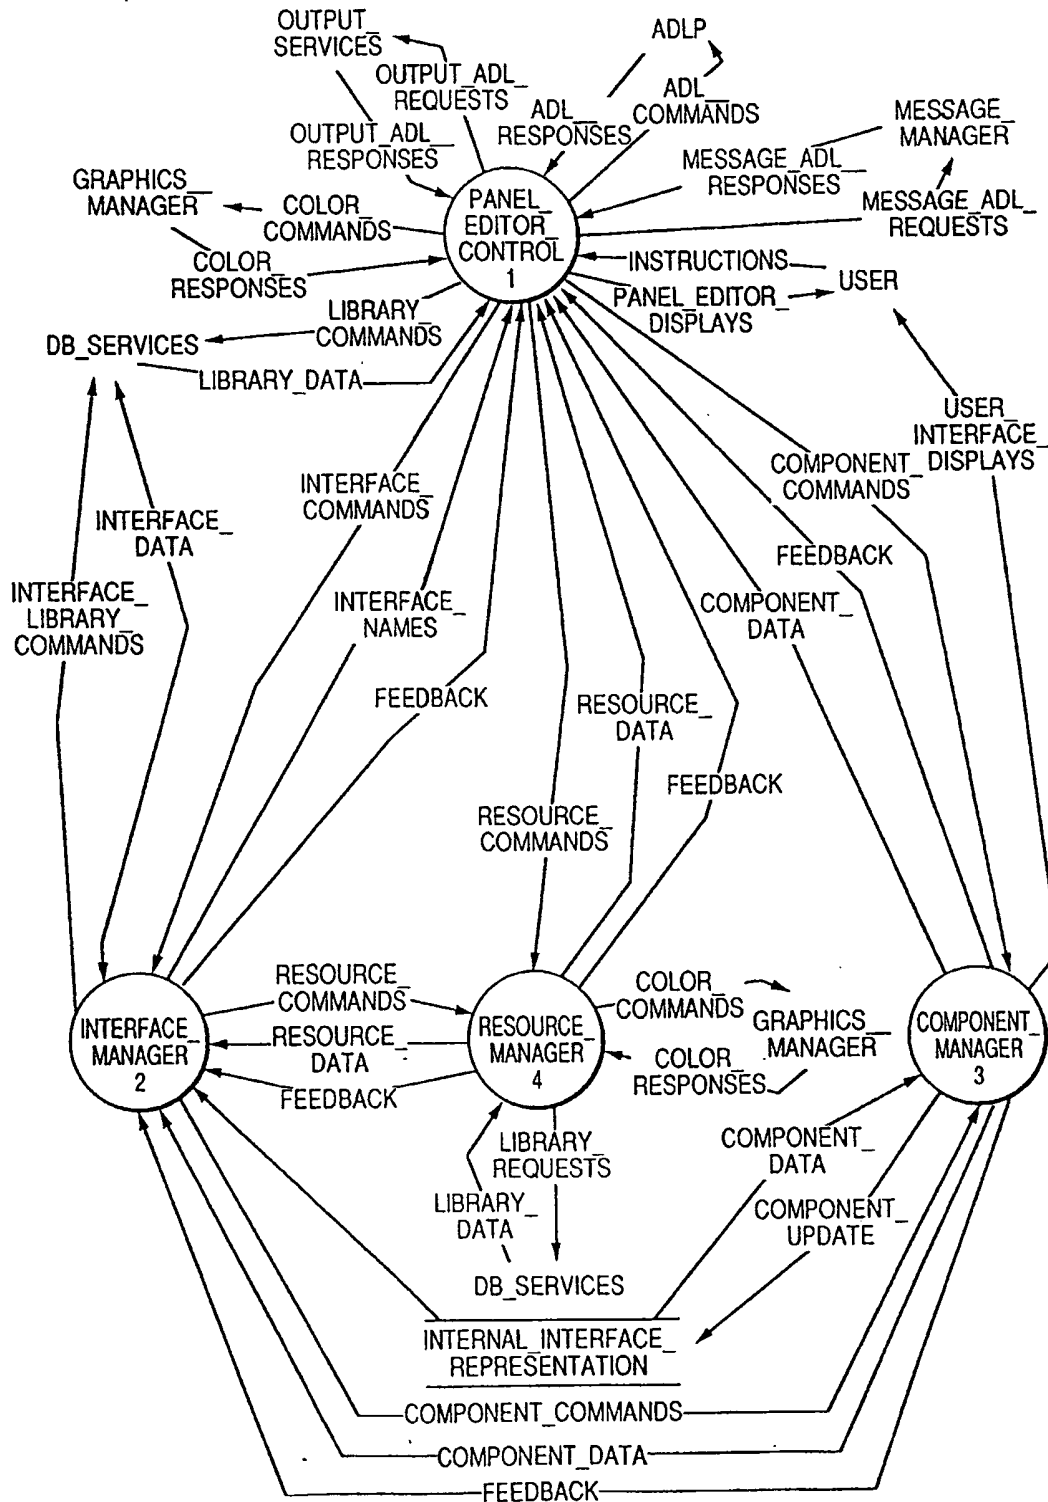 OUTPUT_
SERVICES
ADLP
OUTPUT_ADL_
REQUESTS
ADL_
COMMANDS
ADL_
RESPONSES
MESSAGE_
MANAGER
OUTPUT_ADL_
RESPONSES
MESSAGE_ADL_
RESPONSES
GRAPHICS_
MANAGER
COLOR_
COMMANDS
PANEL_
EDITOR_
CONTROL
1
MESSAGE_ADL_
REQUESTS
COLOR_
RESPONSES
INSTRUCTIONS
USER
PANEL_EDITOR_
DISPLAYS
LIBRARY_
COMMANDS
DB_SERVICES
LIBRARY_DATA
USER_
INTERFACE_
DISPLAYS
COMPONENT_
COMMANDS
INTERFACE_
COMMANDS
INTERFACE_
DATA
FEEDBACK
INTERFACE_
LIBRARY_
COMMANDS
INTERFACE_
NAMES
COMPONENT_
DATA
FEEDBACK
RESOURCE_
DATA
FEEDBACK
RESOURCE_
COMMANDS
RESOURCE_
COMMANDS
COLOR_
COMMANDS
INTERFACE_
MANAGER
2
RESOURCE_
DATA
RESOURCE_
MANAGER
4
GRAPHICS_
MANAGER
COMPONENT_
MANAGER
3
COLOR_
RESPONSES
FEEDBACK
LIBRARY_
REQUESTS
COMPONENT_
DATA
LIBRARY_
DATA
COMPONENT_
UPDATE
DB_SERVICES
INTERNAL_INTERFACE_
REPRESENTATION
COMPONENT_COMMANDS
COMPONENT_DATA
FEEDBACK